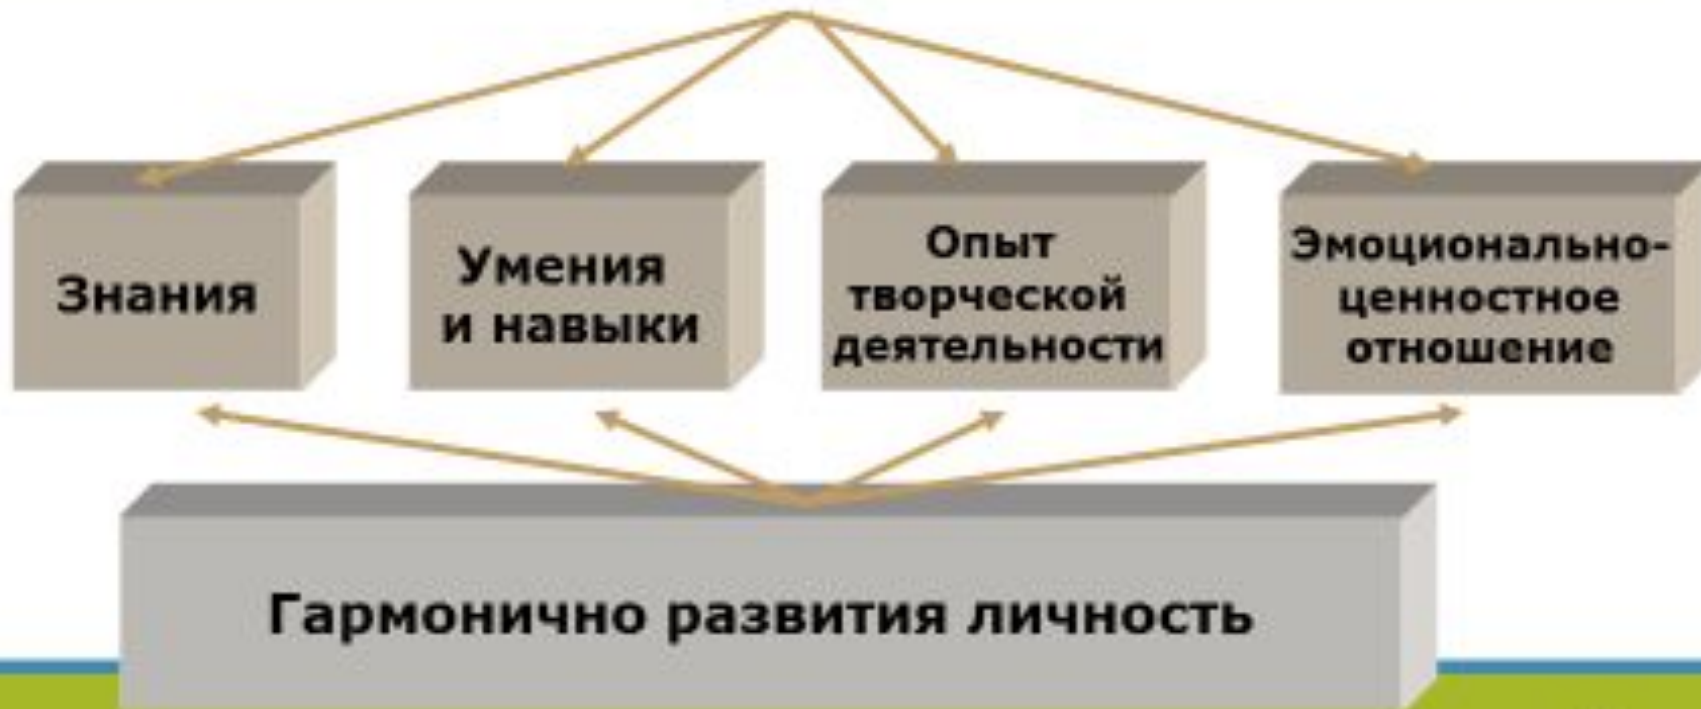 Знания
Умения
и навыки
Опыт
творческой
деятельности
Эмоционально-
ценностное
отношение
Гармонично развития личность